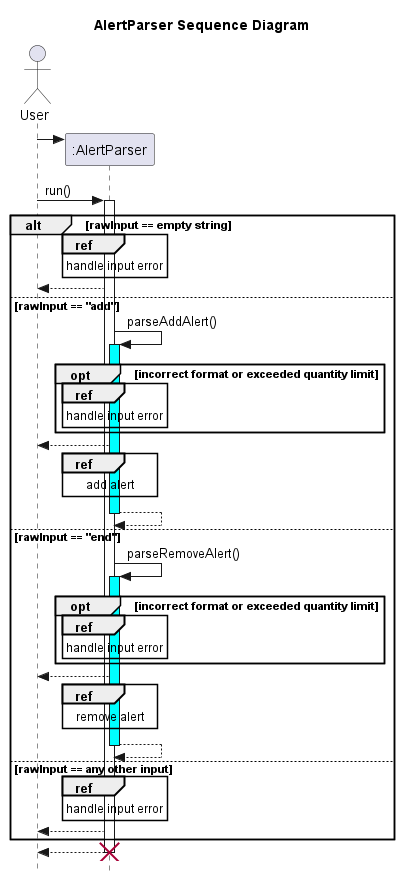 AlertParser Sequence Diagram
User
:AlertParser
run()
alt [rawInput == empty string]
ref
handle input error
[rawInput == "add"]
parseAddAlert()
opt [incorrect format or exceeded quantity limit]
ref
handle input error
ref
add alert
[rawInput == "end"]
parseRemoveAlert()
opt [incorrect format or exceeded quantity limit]
ref
handle input error
ref
remove alert
[rawInput == any other input]
ref
handle input error